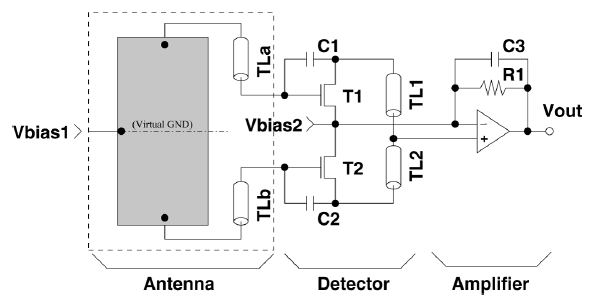 TLa
C1
C3
R1
T1
TL1
Vout
Vbias1
(Virtual GND)
Vbias2
−
+
T2
TL2
TLb
C2
Antenna
Detector
Amplifier